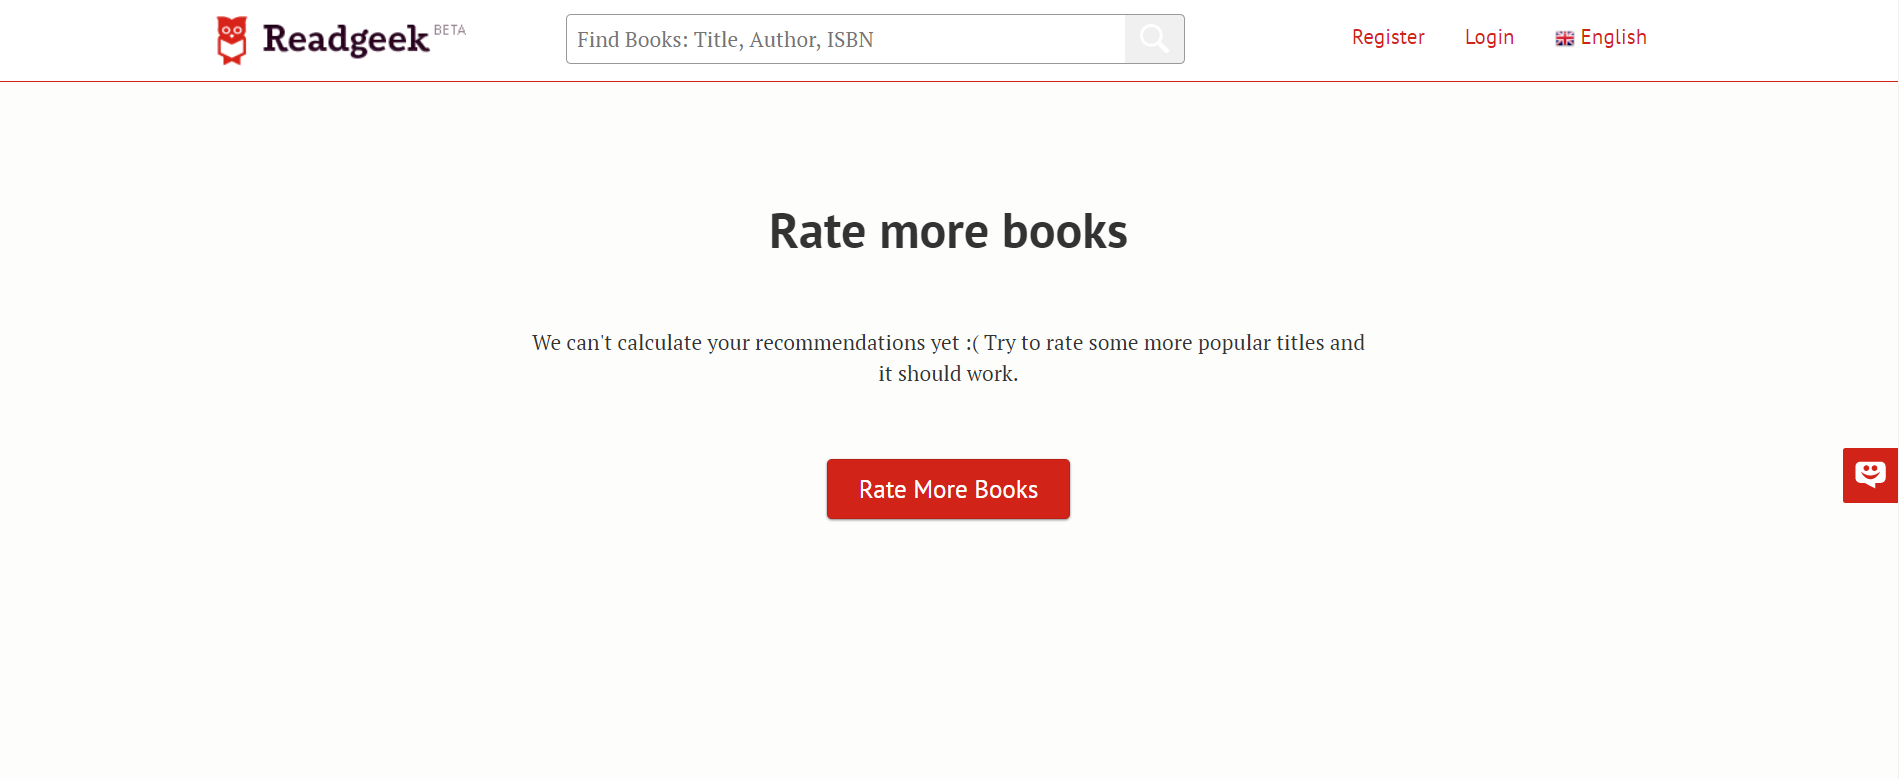 Readgeek BETA
Find Books: Title, Author, ISBN
Register Login English
Rate more books
We can't calculate your recommendations yet :( Try to rate some more popular titles and
it should work.
Rate More Books